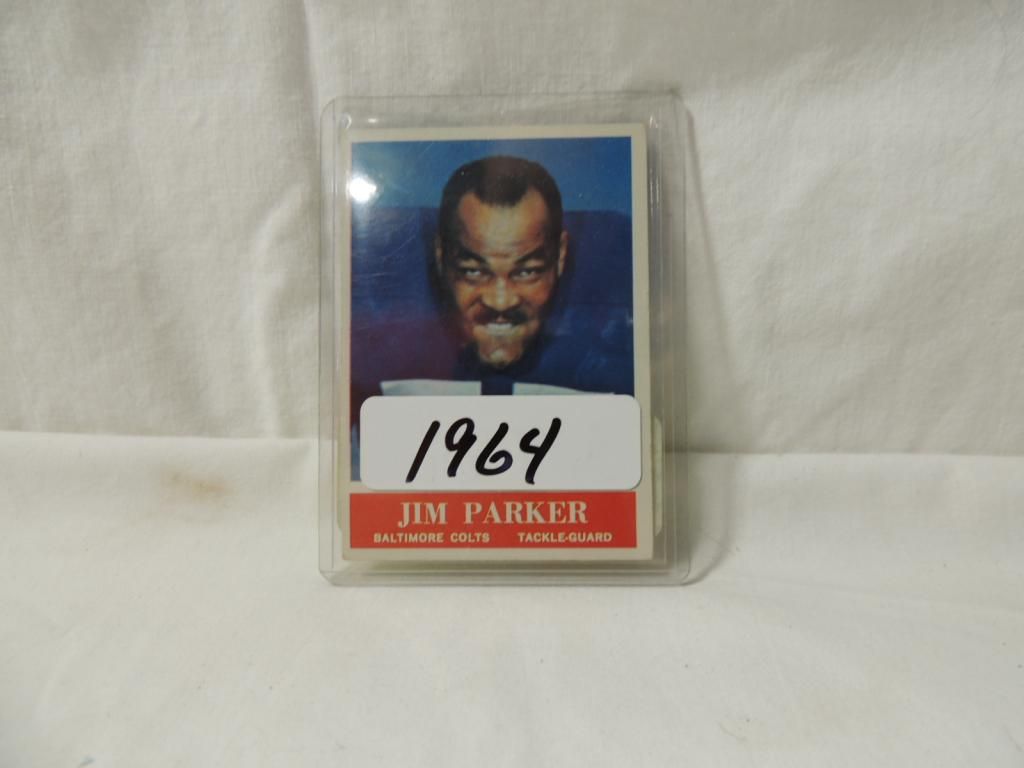 1964
JIM PARKER
BALTIMORE COLTS TACKLE-GUARD